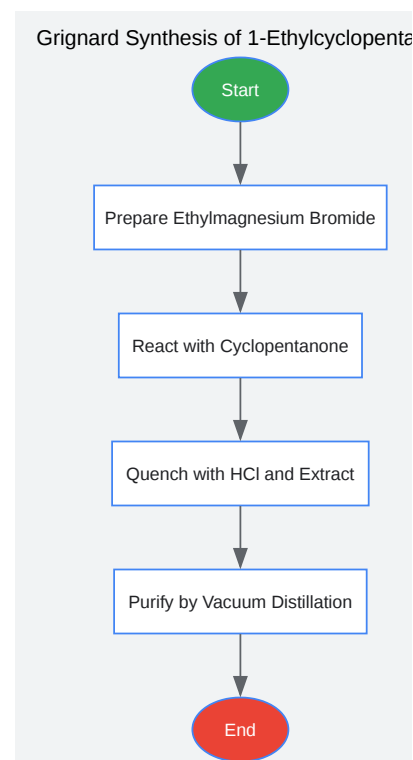 Grignard Synthesis of 1-Ethylcyclopenta
Start
Prepare Ethylmagnesium Bromide
React with Cyclopentanone
Quench with HCl and Extract
Purify by Vacuum Distillation
End